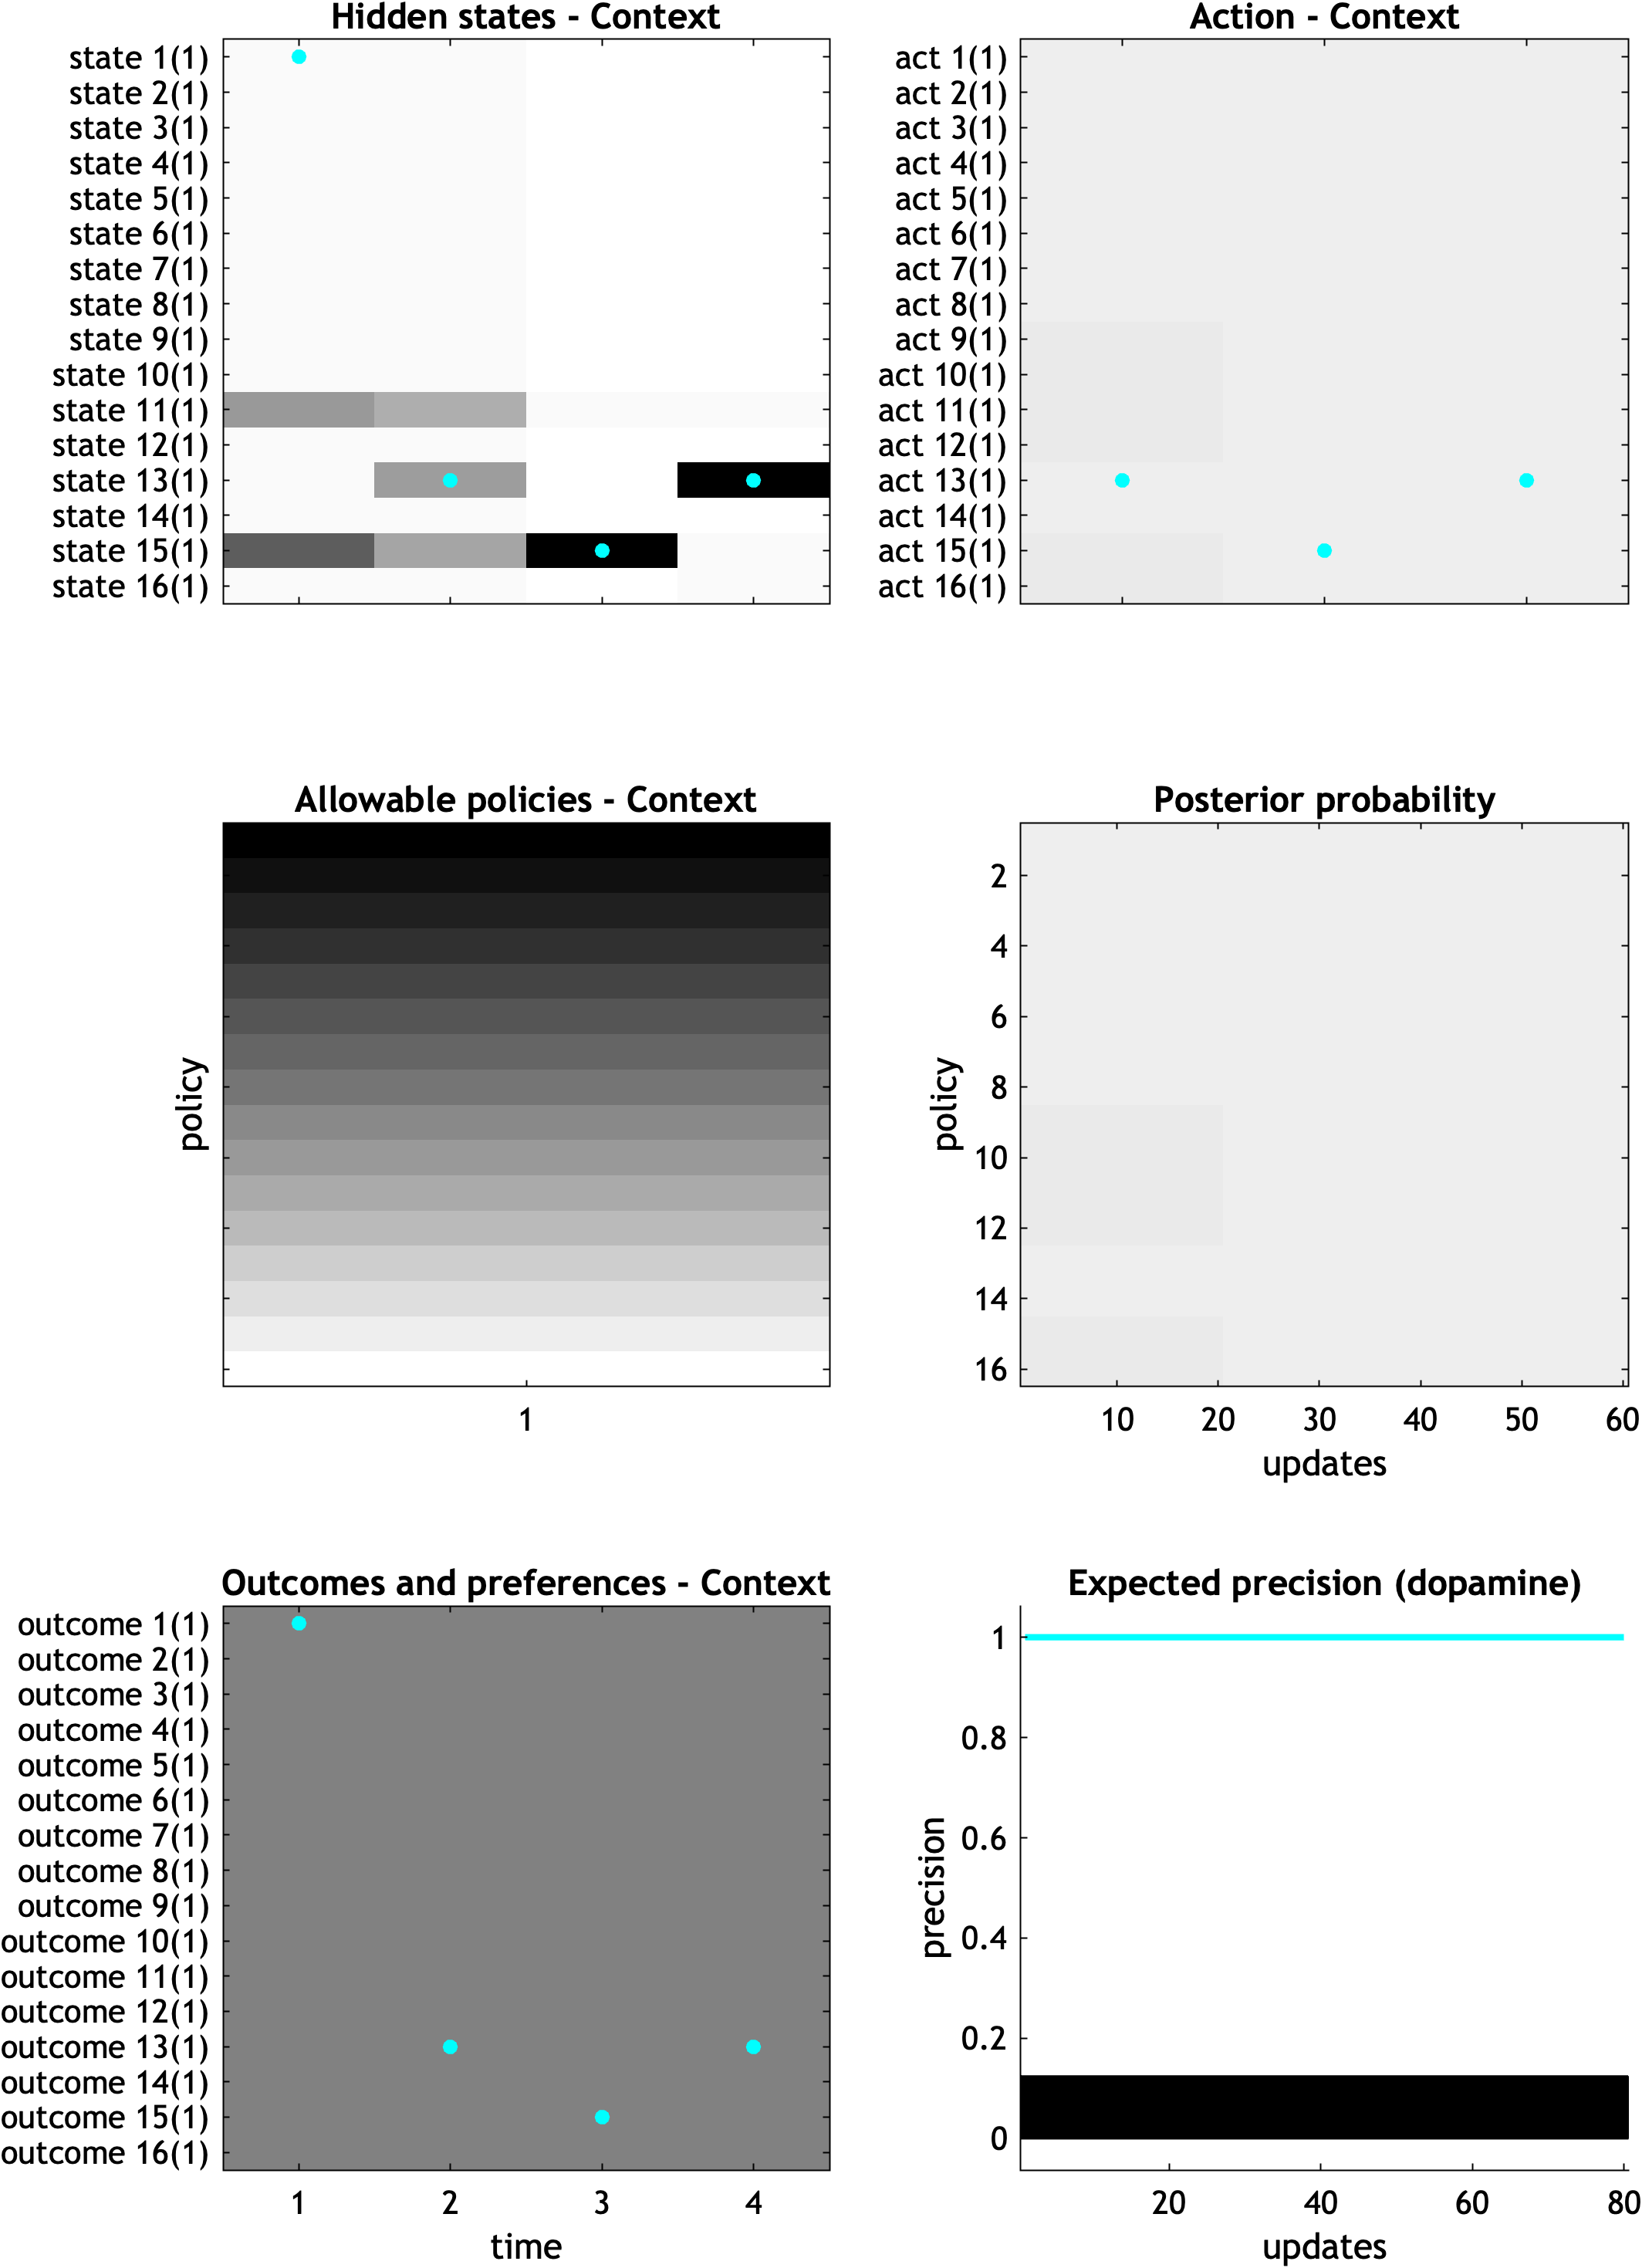 Hidden states - Context
state 1(1)
state 2(1)
state 3(1)
state 4(1)
state 5(1)
state 6(1)
state 7(1)
state 8(1)
state 9(1)
state 10(1)
state 11(1)
state 12(1)
state 13(1)
state 14(1)
state 15(1)
state 16(1)
Action - Context
act 1(1)
act 2(1)
act 3(1)
act 4(1)
act 5(1)
act 6(1)
act 7(1)
act 8(1)
act 9(1)
act 10(1)
act 11(1)
act 12(1)
act 13(1)
act 14(1)
act 15(1)
act 16(1)
Allowable policies - Context
policy
1
Posterior probability
policy
2
4
6
8
10
12
14
16
10 20 30 40 50 60
updates
Outcomes and preferences - Context
outcome 1(1)
outcome 2(1)
outcome 3(1)
outcome 4(1)
outcome 5(1)
outcome 6(1)
outcome 7(1)
outcome 8(1)
outcome 9(1)
outcome 10(1)
outcome 11(1)
outcome 12(1)
outcome 13(1)
outcome 14(1)
outcome 15(1)
outcome 16(1)
1 2 3 4
time
Expected precision (dopamine)
precision
1
0.8
0.6
0.4
0.2
0
20 40 60 80
updates